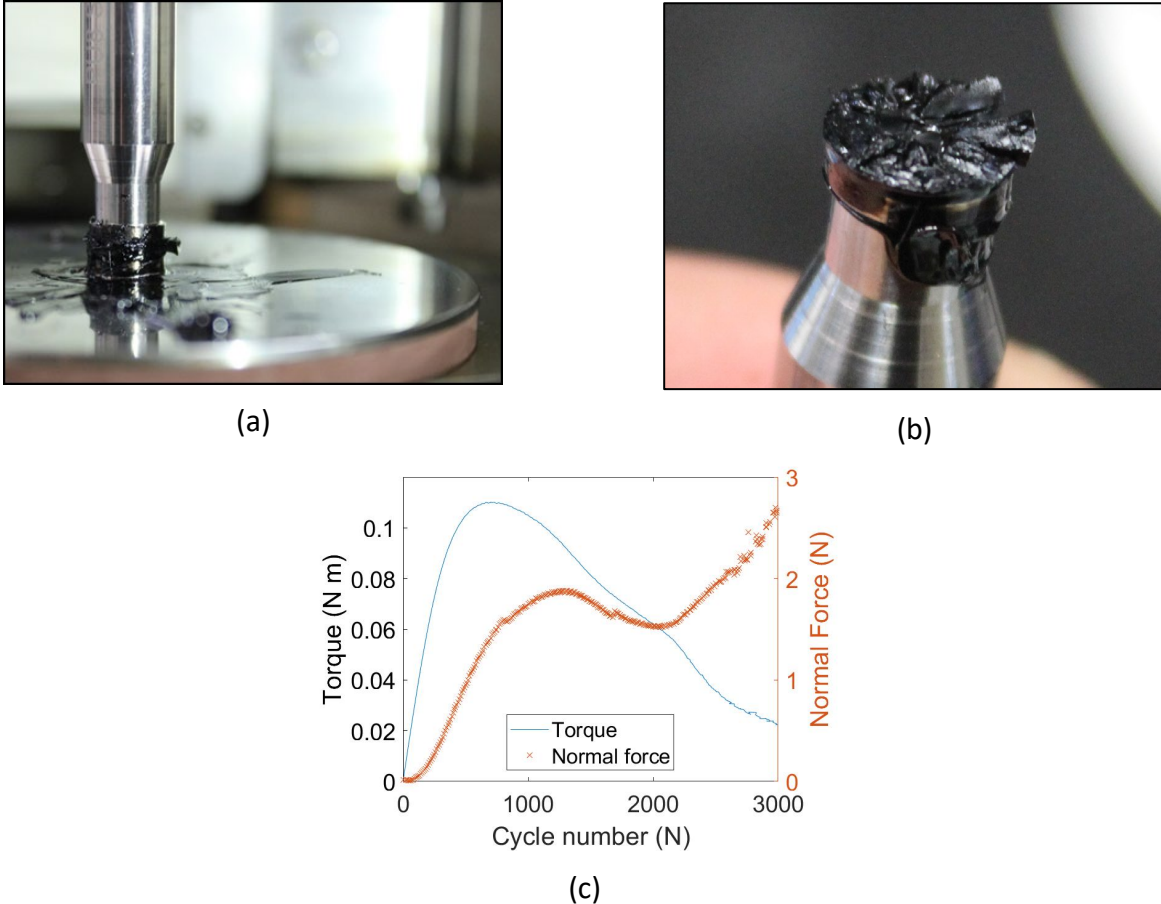 (a)
(b)
3
0.1
0.08
2
0.06
0.04
1
0.02
0
0
Torque (N m)
Normal Force (N)
Torque
Normal force
0
1000
2000
3000
Cycle number (N)
(c)